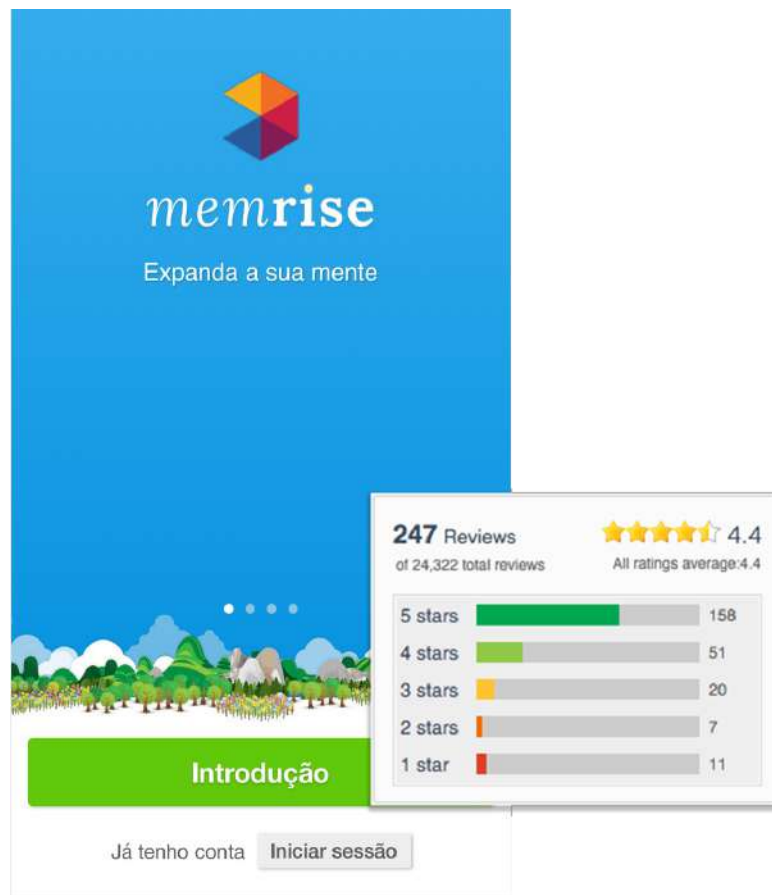 memrise
Expanda a sua mente
247 Reviews
4.4
of 24,322 total reviews
All ratings average:4.4
5 stars 158
4 stars 51
3 stars 20
2 stars 7
1 star 11
Introdução
Já tenho conta Iniciar sessão